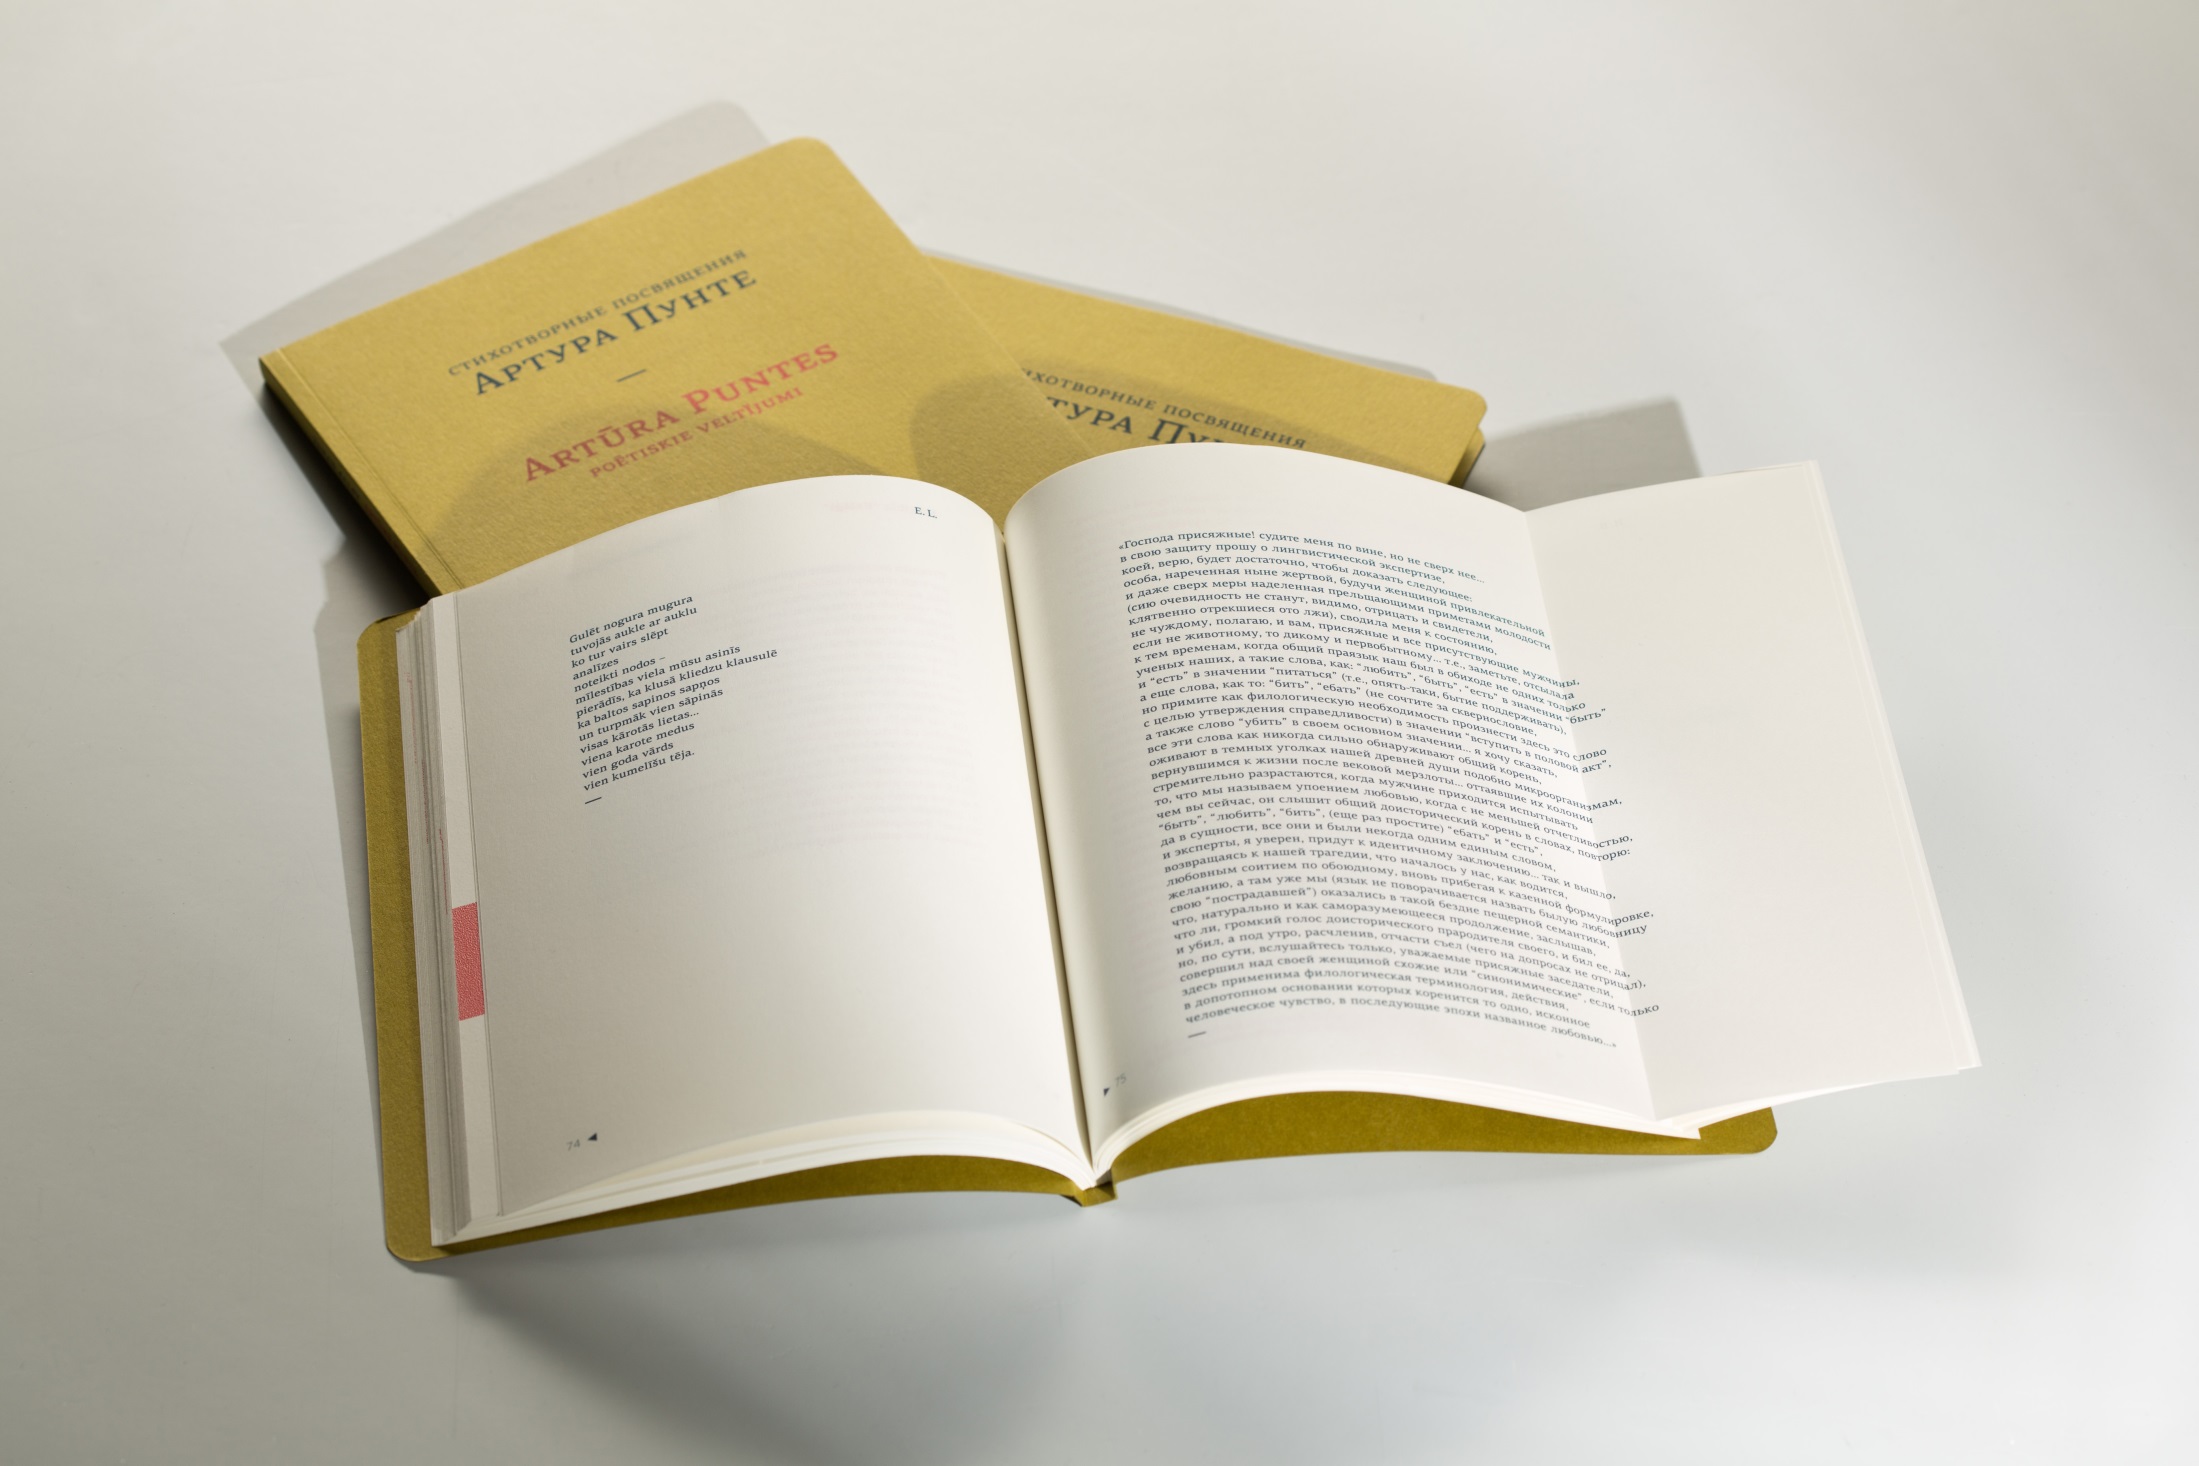 СТИХОТВОРНЫЕ ПОСВЯЩЕНИЯ
АРТУРА ПУНТЕ
—
ARTŪRA PUNTES
POĒTISKIE VELTĪJUMI
ИХОТВОРНЫЕ ПОСВЯЩЕНИЯ
ТУРА ПУН
E. L.
Gulēt nogura mugura
tuvojās aukle ar auklu
ko tur vairs slēpt
analīzes
noteikti nodos –
mīlestības viela mūsu asinīs
pierādīs, ka klusā kliedzu klausulē
ka baltos sapinos sapņos
un turpmāk vien sāpinās
visas kārotās lietas...
viena karote medus
vien goda vārds
vien kumelīšu tēja.
—
74 ◀
«Господа присяжные! судите меня по вине, но не сверх нее...
в свою защиту прошу о лингвистической экспертизе,
коей, верю, будет достаточно, чтобы доказать следующее:
особа, нареченная ныне жертвой, будучи женщиной привлекательной
и даже сверх меры наделенная прельщающими приметами молодости
(сию очевидность не станут, видимо, отрицать и свидетели,
клятвенно отрекшиеся ото лжи), сводила меня к состоянию,
не чуждому, полагаю, и вам, присяжные и все присутствующие мужчины,
если не животному, то дикому и первобытному... т.е., заметьте, отсылала
к тем временам, когда общий праязык наш был в обиходе не одних только
ученых наших, а такие слова, как: "любить", "быть", "есть" в значении "быть"
и "есть" в значении "питаться" (т.е., опять-таки, бытие поддерживать),
а еще слова, как то: "бить", "ебать" (не сочтите за сквернословие,
но примите как филологическую необходимость произнести здесь это слово
с целью утверждения справедливости) в значении "вступить в половой акт",
а также слово "убить" в своем основном значении... я хочу сказать,
все эти слова как никогда сильно обнаруживают общий корень,
оживают в темных уголках нашей древней души подобно микроорганизмам,
вернувшимся к жизни после вековой мерзлоты... оттаявшие их колонии
стремительно разрастаются, когда мужчине приходится испытывать
то, что мы называем упоением любовью, когда с не меньшей отчетливостью,
чем вы сейчас, он слышит общий доисторический корень в словах, повторю:
"быть", "любить", "бить", (еще раз простите) "ебать" и "есть",
да в сущности, все они и были некогда одним единым словом,
и эксперты, я уверен, придут к идентичному заключению... так и вышло,
возвращаясь к нашей трагедии, что началось у нас, как водится,
любовным соитием по обоюдному, вновь прибегая к казенной формулировке,
желанию, а там уже мы (язык не поворачивается назвать былую любовницу
свою "пострадавшей") оказались в такой бездне пещерной семантики,
что, натурально и как саморазумеющееся продолжение, заслышав,
что ли, громкий голос доисторического прародителя своего, и бил ее, да,
и убил, а под утро, расчленив, отчасти съел (чего на допросах не отрицал),
но, по сути, вслушайтесь только, уважаемые присяжные заседатели,
совершил над своей женщиной схожие или "синонимические", если только
здесь применима филологическая терминология, действия,
в допотопном основании которых коренится то одно, исконное
человеческое чувство, в последующие эпохи названное любовью...»
—
▶ 75